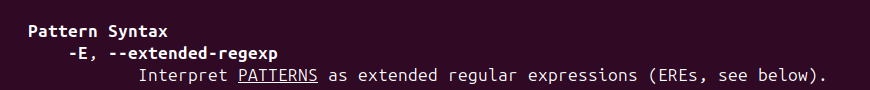 Pattern Syntax
-E, --extended-regexp
Interpret PATTERNS as extended regular expressions (EREs, see below).